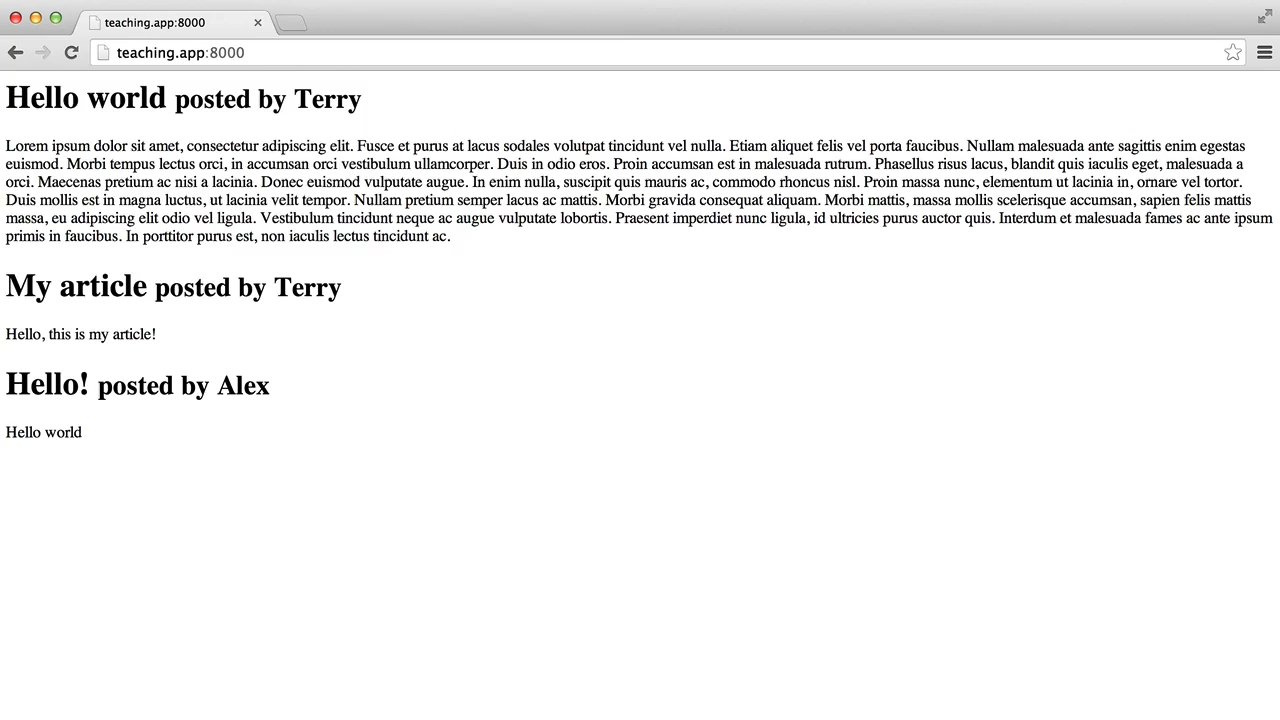 teaching.app:8000
teaching.app:8000
Hello world posted by Terry
Lorem ipsum dolor sit amet, consectetur adipiscing elit. Fusce et purus at lacus sodales volutpat tincidunt vel nulla. Etiam aliquet felis vel porta faucibus. Nullam malesuada ante sagittis enim egestas
euismod. Morbi tempus lectus orci, in accumsan orci vestibulum ullamcorper. Duis in odio eros. Proin accumsan est in malesuada rutrum. Phasellus risus lacus, blandit quis iaculis eget, malesuada a
orci. Maecenas pretium ac nisi a lacinia. Donec euismod vulputate augue. In enim nulla, suscipit quis mauris ac, commodo rhoncus nisl. Proin massa nunc, elementum ut lacinia in, ornare vel tortor.
Duis mollis est in magna luctus, ut lacinia velit tempor. Nullam pretium semper lacus ac mattis. Morbi gravida consequat aliquam. Morbi mattis, massa mollis scelerisque accumsan, sapien felis mattis
massa, eu adipiscing elit odio vel ligula. Vestibulum tincidunt neque ac augue vulputate lobortis. Praesent imperdiet nunc ligula, id ultricies purus auctor quis. Interdum et malesuada fames ac ante ipsum
primis in faucibus. In porttitor purus est, non iaculis lectus tincidunt ac.
My article posted by Terry
Hello, this is my article!
Hello! posted by Alex
Hello world